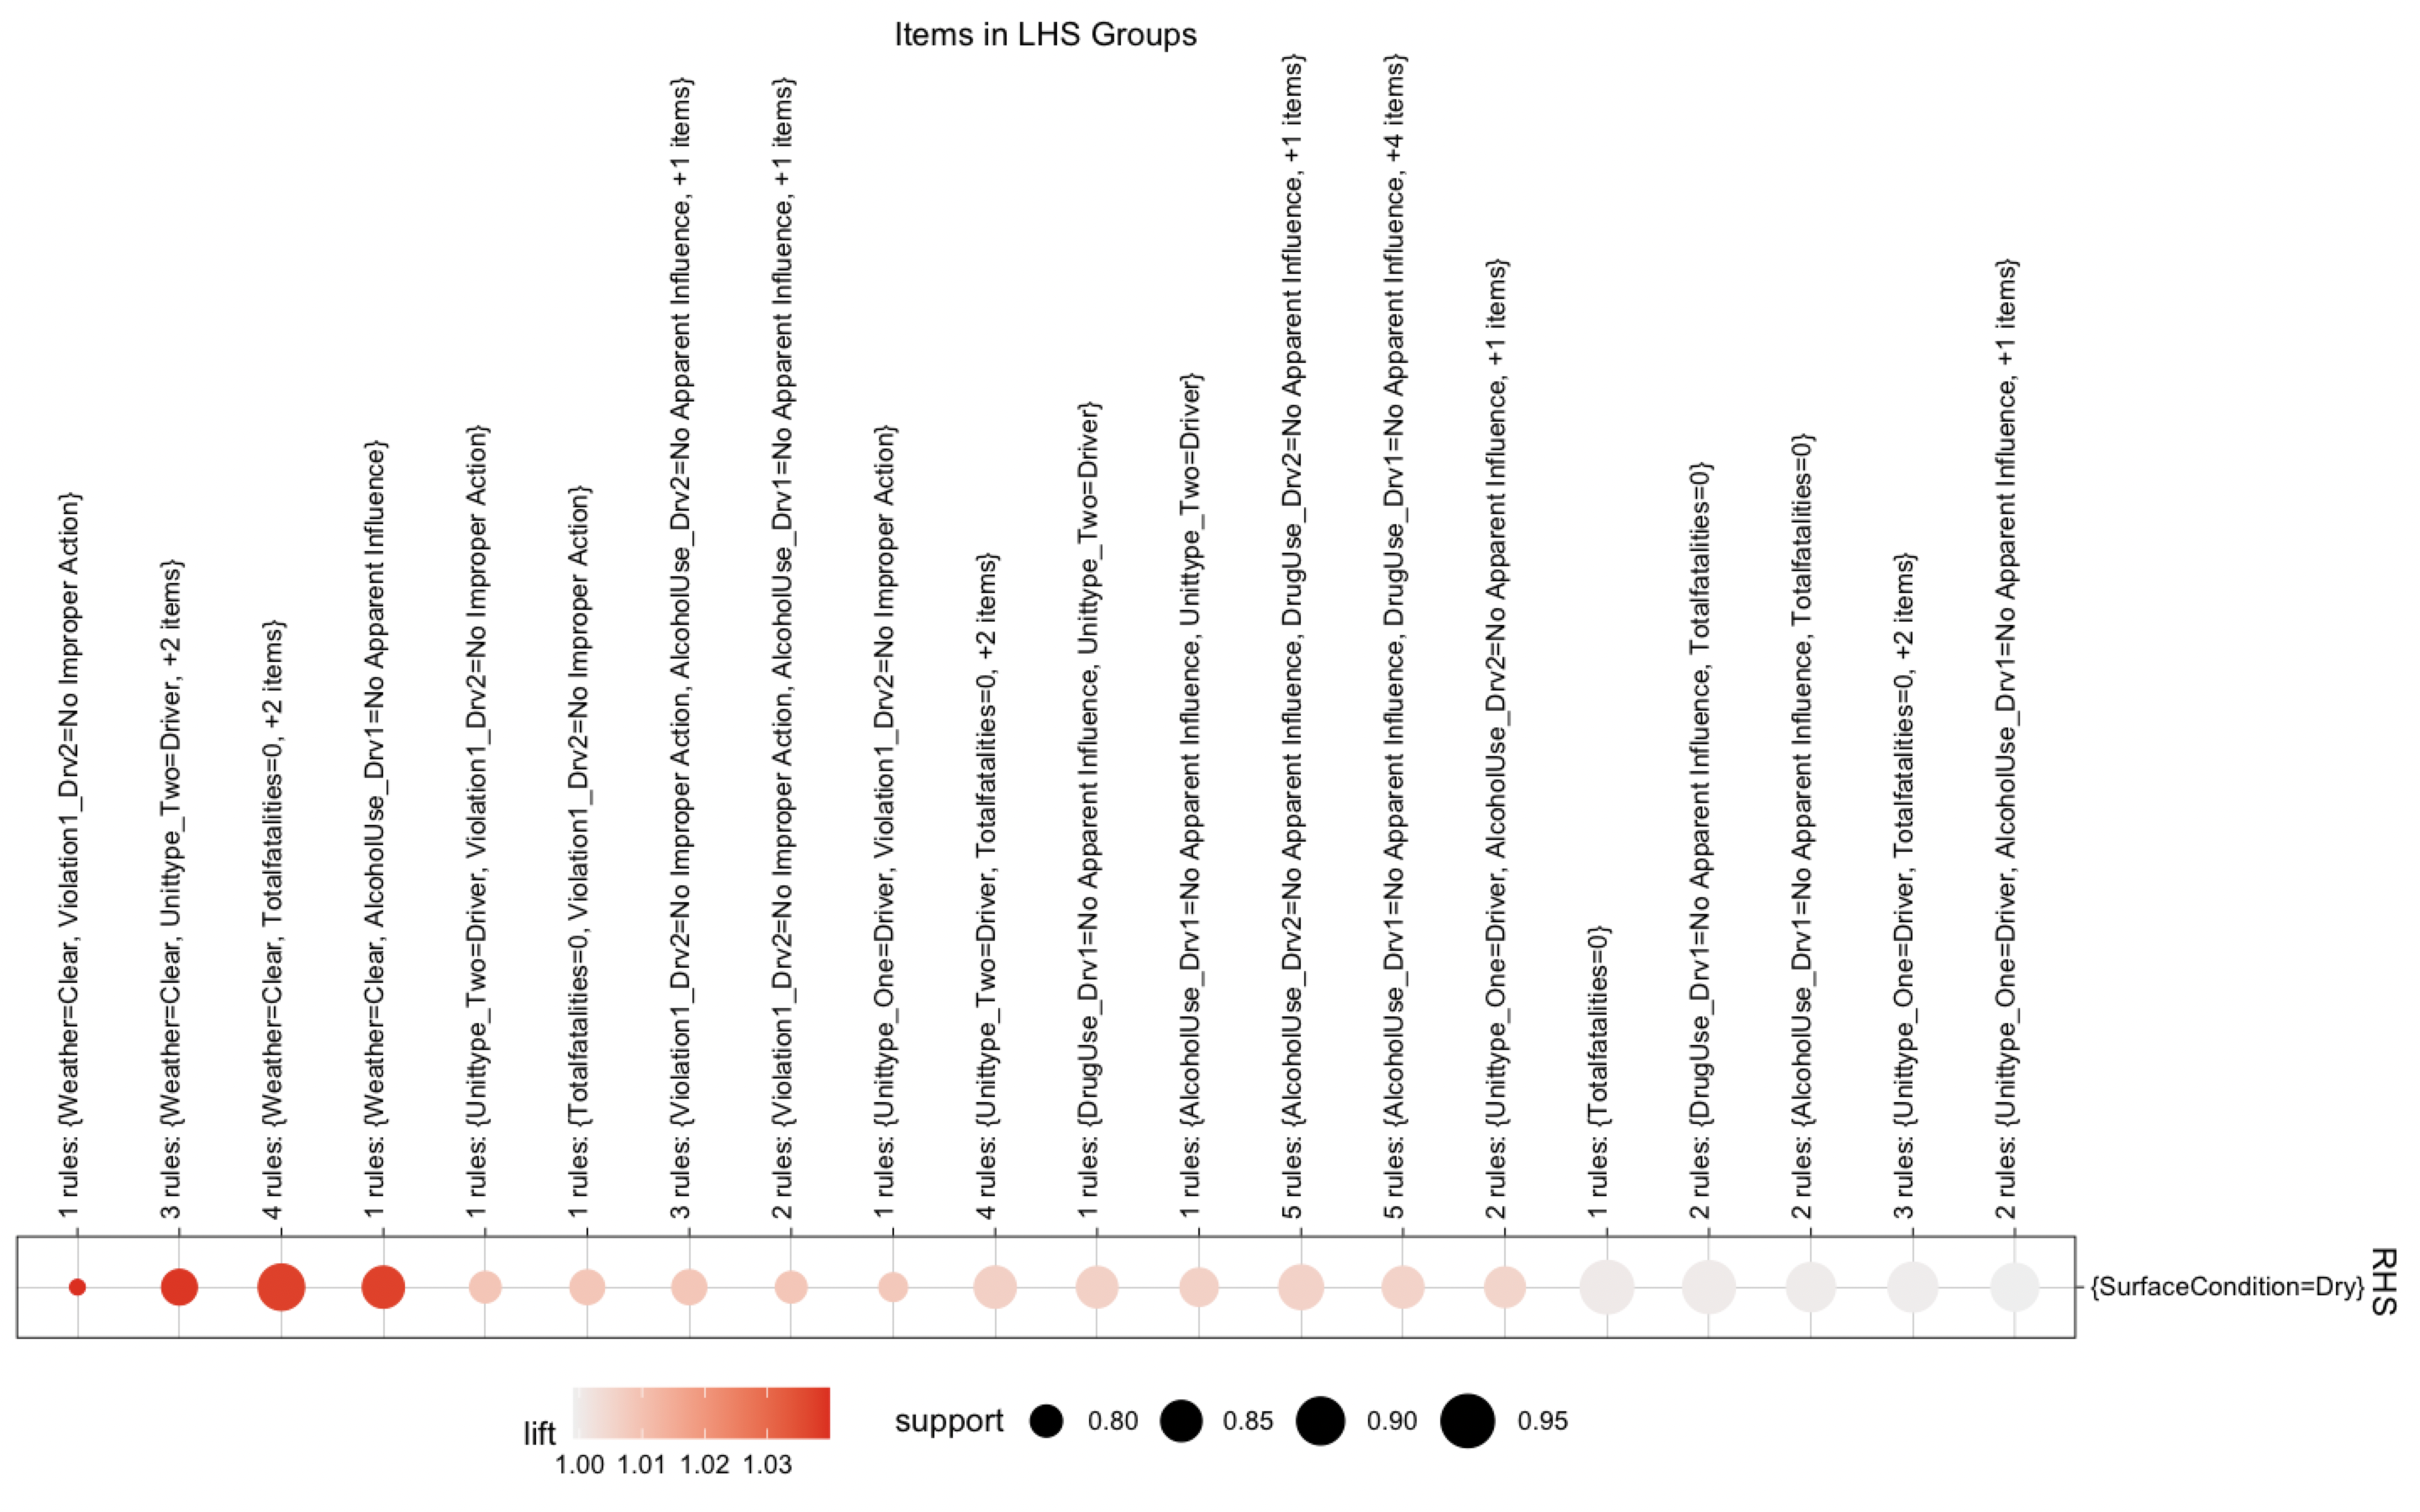 Items in LHS Groups
1 rules: {Weather=Clear, Violation1_Drv2=No Improper Action}
3 rules: {Weather=Clear, Unittype_Two=Driver, +2 items}
4 rules: {Weather=Clear, Totalfatalities=0, +2 items}
1 rules: {Weather=Clear, AlcoholUse_Drv1=No Apparent Influence}
1 rules: {Unittype_Two=Driver, Violation1_Drv2=No Improper Action}
1 rules: {Totalfatalities=0, Violation1_Drv2=No Improper Action}
3 rules: {Violation1_Drv2=No Improper Action, AlcoholUse_Drv2=No Apparent Influence, +1 items}
2 rules: {Violation1_Drv2=No Improper Action, AlcoholUse_Drv1=No Apparent Influence, +1 items}
1 rules: {Unittype_One=Driver, Violation1_Drv2=No Improper Action}
4 rules: {Unittype_Two=Driver, Totalfatalities=0, +2 items}
1 rules: {DrugUse_Drv1=No Apparent Influence, Unittype_Two=Driver}
1 rules: {AlcoholUse_Drv1=No Apparent Influence, Unittype_Two=Driver}
5 rules: {AlcoholUse_Drv2=No Apparent Influence, DrugUse_Drv2=No Apparent Influence, +1 items}
5 rules: {AlcoholUse_Drv1=No Apparent Influence, DrugUse_Drv1=No Apparent Influence, +4 items}
2 rules: {Unittype_One=Driver, AlcoholUse_Drv2=No Apparent Influence, +1 items}
1 rules: {Totalfatalities=0}
2 rules: {DrugUse_Drv1=No Apparent Influence, Totalfatalities=0}
2 rules: {AlcoholUse_Drv1=No Apparent Influence, Totalfatalities=0}
3 rules: {Unittype_One=Driver, Totalfatalities=0, +2 items}
2 rules: {Unittype_One=Driver, AlcoholUse_Drv1=No Apparent Influence, +1 items}
{SurfaceCondition=Dry}
RHS
lift
1.00 1.01 1.02 1.03
support 0.80 0.85 0.90 0.95